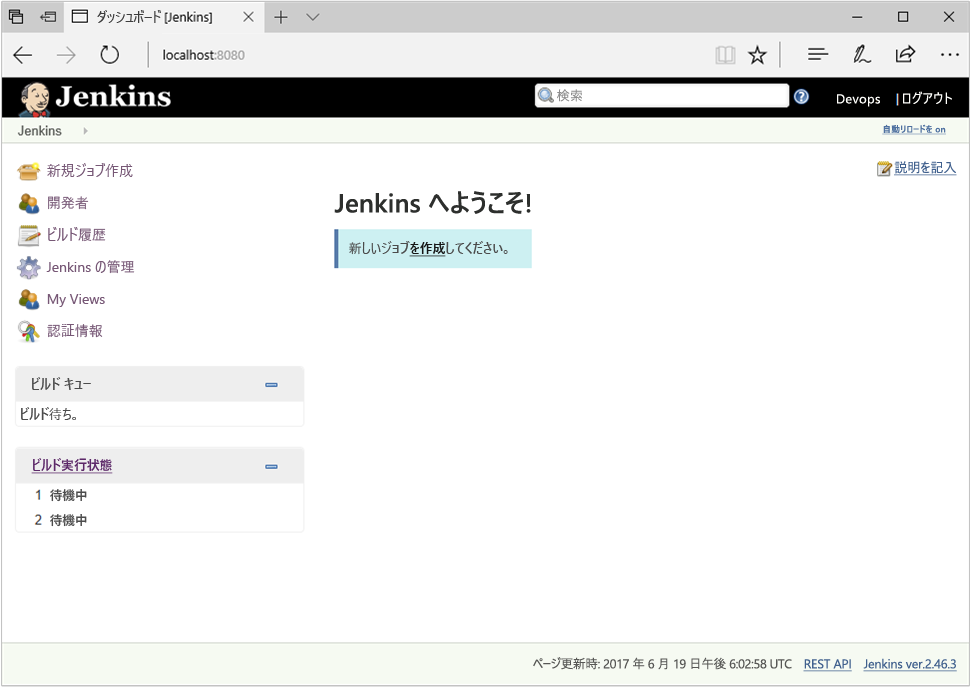 ダッシュボード [Jenkins]
localhost:8080
Jenkins
検索
Devops
ログアウト
Jenkins
自動リロードを on
新規ジョブ作成
開発者
ビルド履歴
Jenkins の管理
My Views
認証情報
説明を記入
Jenkins へようこそ!
新しいジョブを作成してください。
ビルド キュー
ビルド待ち。
ビルド実行状態
1 待機中
2 待機中
ページ更新時: 2017 年 6 月 19 日午後 6:02:58 UTC REST API Jenkins ver.2.46.3